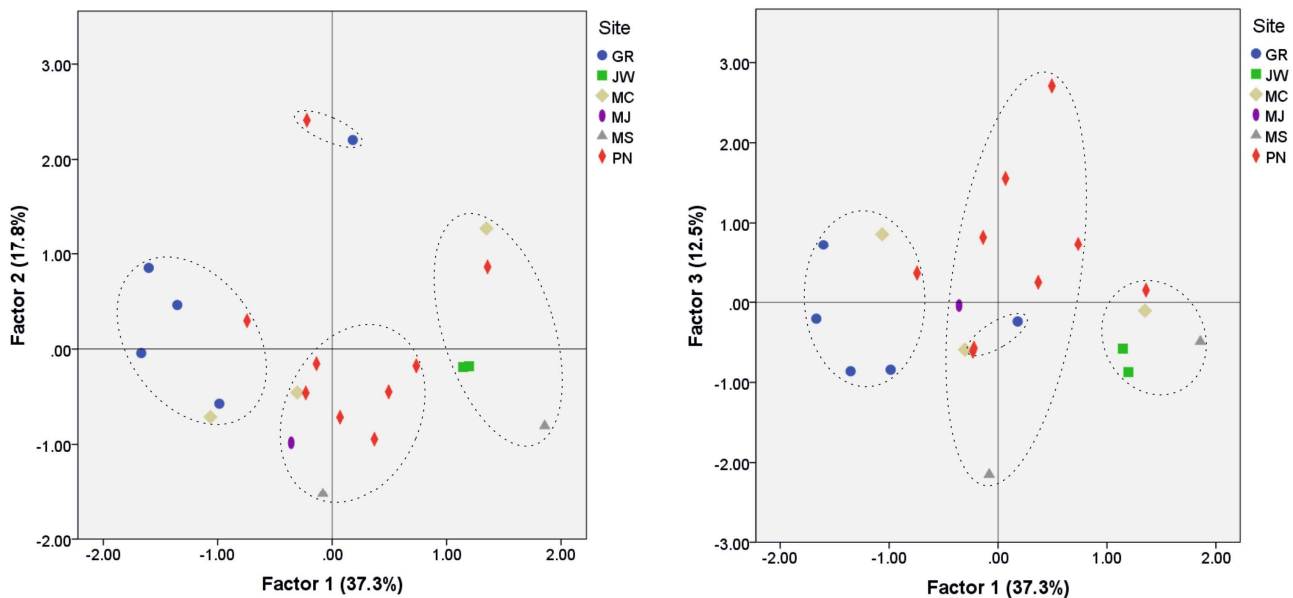 Site
GR
JW
MC
MJ
MS
PN
3.00
2.00
1.00
.00
-1.00
-2.00
-2.00
-1.00
.00
1.00
2.00
Factor 2 (17.8%)
Factor 1 (37.3%)
Site
GR
JW
MC
MJ
MS
PN
3.00
2.00
1.00
.00
-1.00
-2.00
-3.00
-2.00
-1.00
.00
1.00
2.00
Factor 3 (12.5%)
Factor 1 (37.3%)